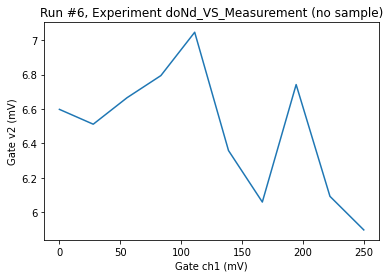 Run #6, Experiment doNd_VS_Measurement (no sample)
7
6.8
6.6
6.4
6.2
6
Gate v2 (mV)
0 50 100 150 200 250
Gate ch1 (mV)